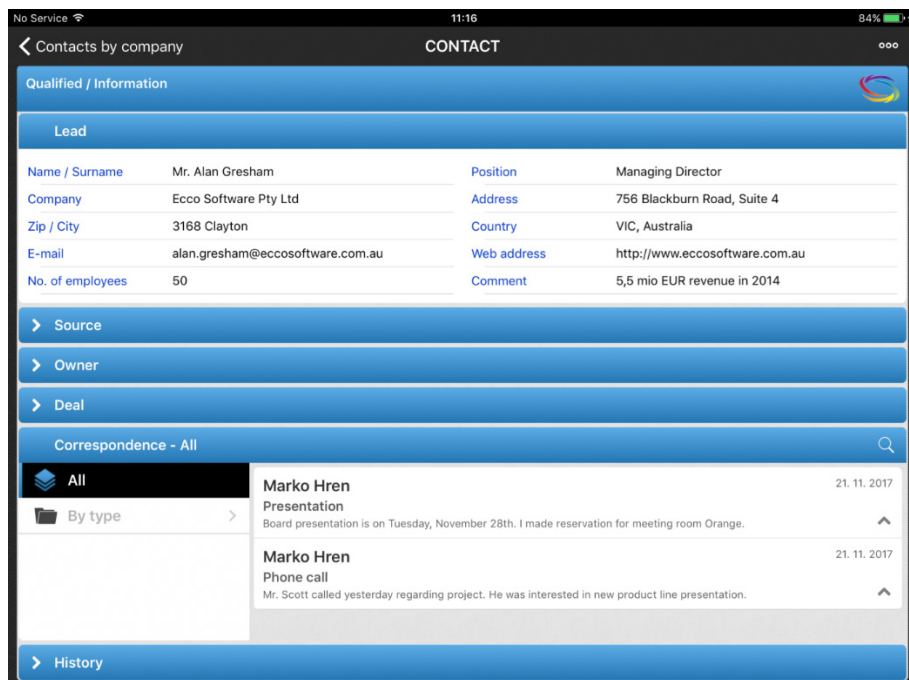 No Service 11:16 84%
Contacts by company CONTACT
Qualified / Information
Lead
Name / Surname Mr. Alan Gresham Position Managing Director
Company Ecco Software Pty Ltd Address 756 Blackburn Road, Suite 4
Zip / City 3168 Clayton Country VIC, Australia
E-mail alan.gresham@eccosoftware.com.au Web address http://www.eccosoftware.com.au
No. of employees 50 Comment 5,5 mio EUR revenue in 2014
Source
Owner
Deal
Correspondence - All
All
By type
Marko Hren 21. 11. 2017
Presentation
Board presentation is on Tuesday, November 28th. I made reservation for meeting room Orange.
Marko Hren 21. 11. 2017
Phone call
Mr. Scott called yesterday regarding project. He was interested in new product line presentation.
History